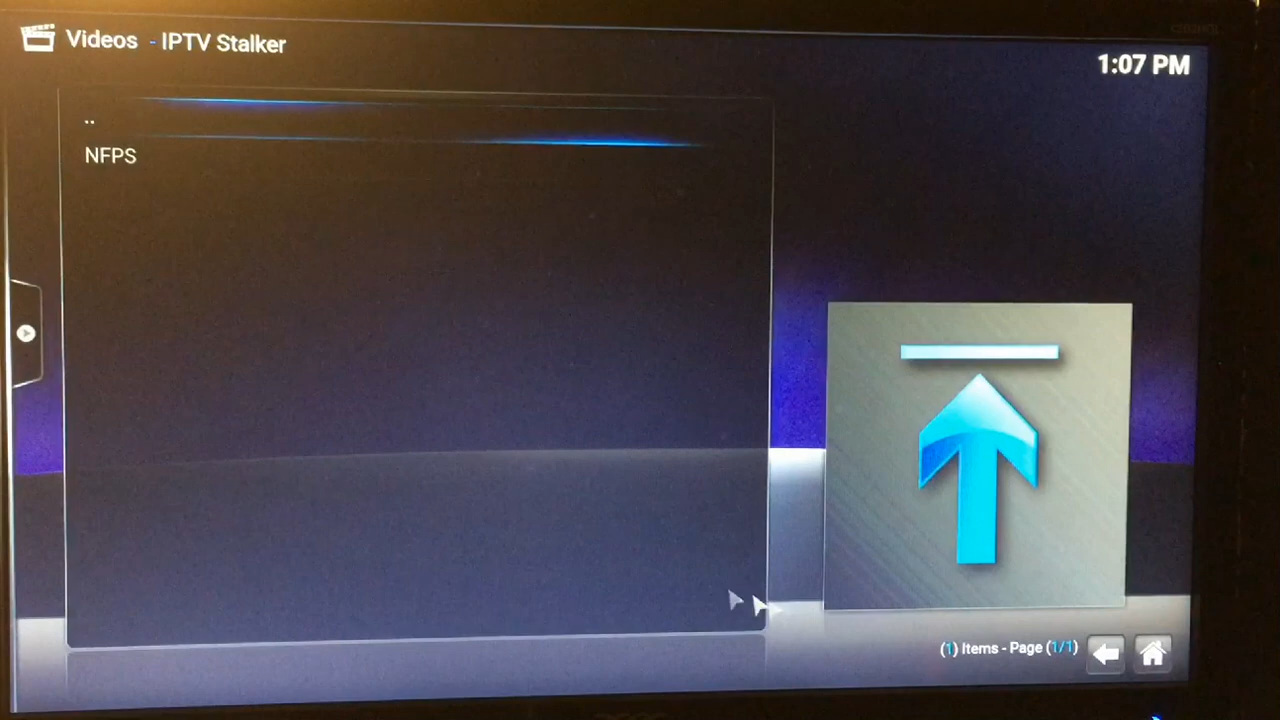 Videos - IPTV Stalker
1:07 PM
..
NFPS
(1) Items - Page (1/1)